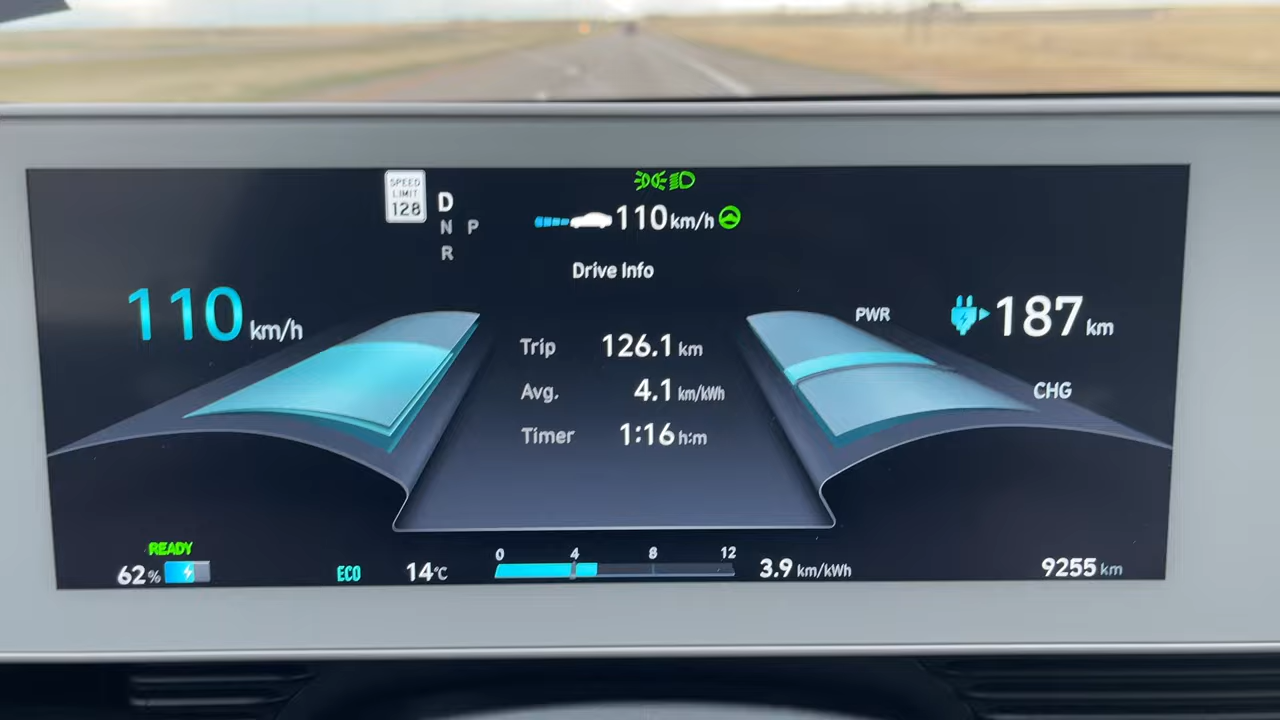 SPEED
LIMIT
128
D
N P
R
110 km/h
Drive Info
110 km/h
PWR
187 km
Trip 126.1 km
Avg. 4.1 km/kWh
CHG
Timer 1:16 h:m
READY
62%
ECO
14°C
0 4 8 12
3.9 km/kWh
9255 km